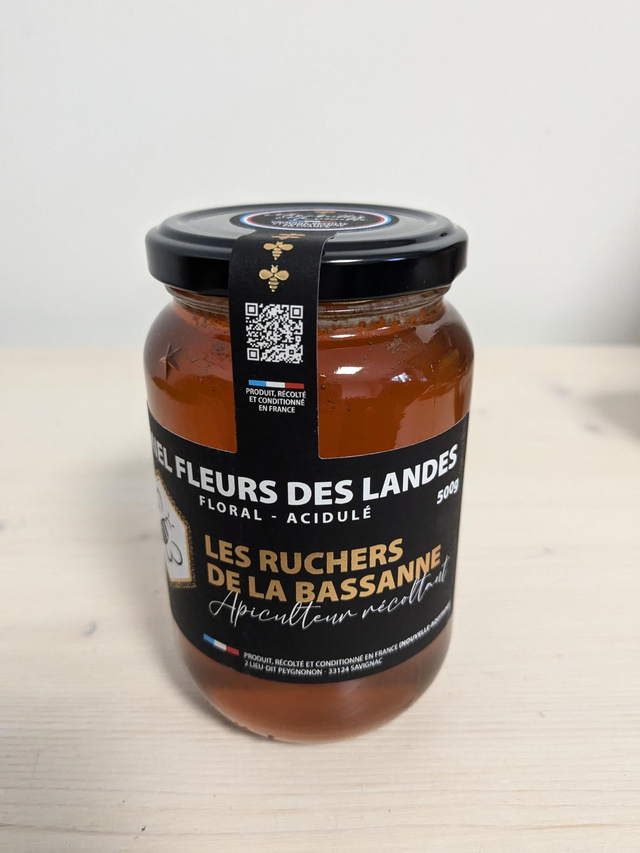 PRODUIT, RÉCOLTÉ
ET CONDITIONNÉ
EN FRANCE
MIEL FLEURS DES LANDES
500g
FLORAL - ACIDULÉ
LES RUCHERS
DE LA BASSANNE
Apiculteur récoltant
PRODUIT, RÉCOLTÉ ET CONDITIONNÉ EN FRANCE
2 LIEU-DIT PEYGNONON - 33124 SAVIGNAC